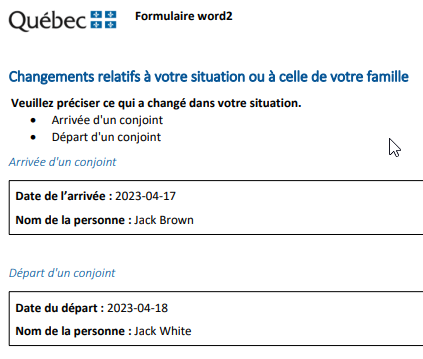 Québec
Formulaire word2
Changements relatifs à votre situation ou à celle de votre famille
Veuillez préciser ce qui a changé dans votre situation.
• Arrivée d'un conjoint
• Départ d'un conjoint
Arrivée d'un conjoint
Date de l’arrivée : 2023-04-17
Nom de la personne : Jack Brown
Départ d'un conjoint
Date du départ : 2023-04-18
Nom de la personne : Jack White